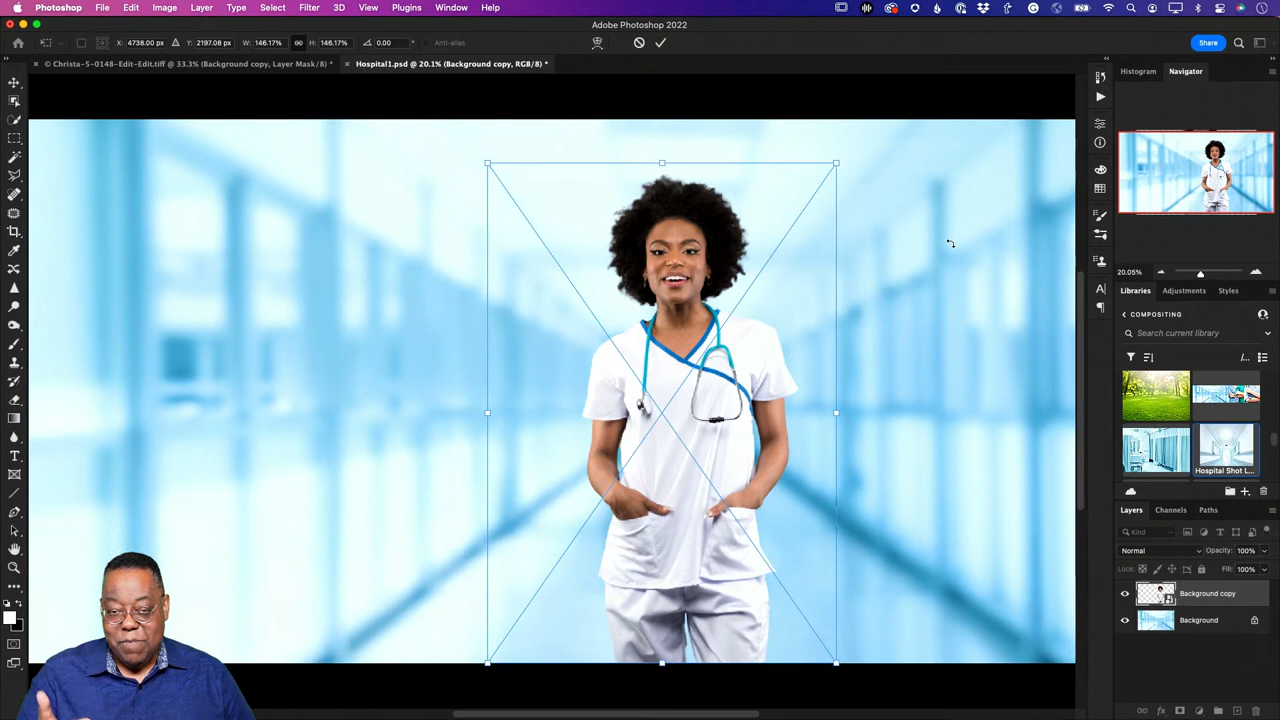 Photoshop File Edit Image Layer Type Select Filter 3D View Plugins Window Help
Adobe Photoshop 2022
X: 4738.00 px Y: 2197.08 px W: 146.17% H: 146.17% 0.00 Anti-alias Share
© Christa-5-0148-Edit-Edit.tiff @ 33.3% (Background copy, Layer Mask/8) * Hospital1.psd @ 20.1% (Background copy, RGB/8) *
Histogram Navigator
20.05%
Libraries Adjustments Styles
COMPOSITING
Search current library
Hospital Shot L...
Layers Channels Paths
Kind
Normal Opacity: 100%
Lock: Fill: 100%
Background copy
Background